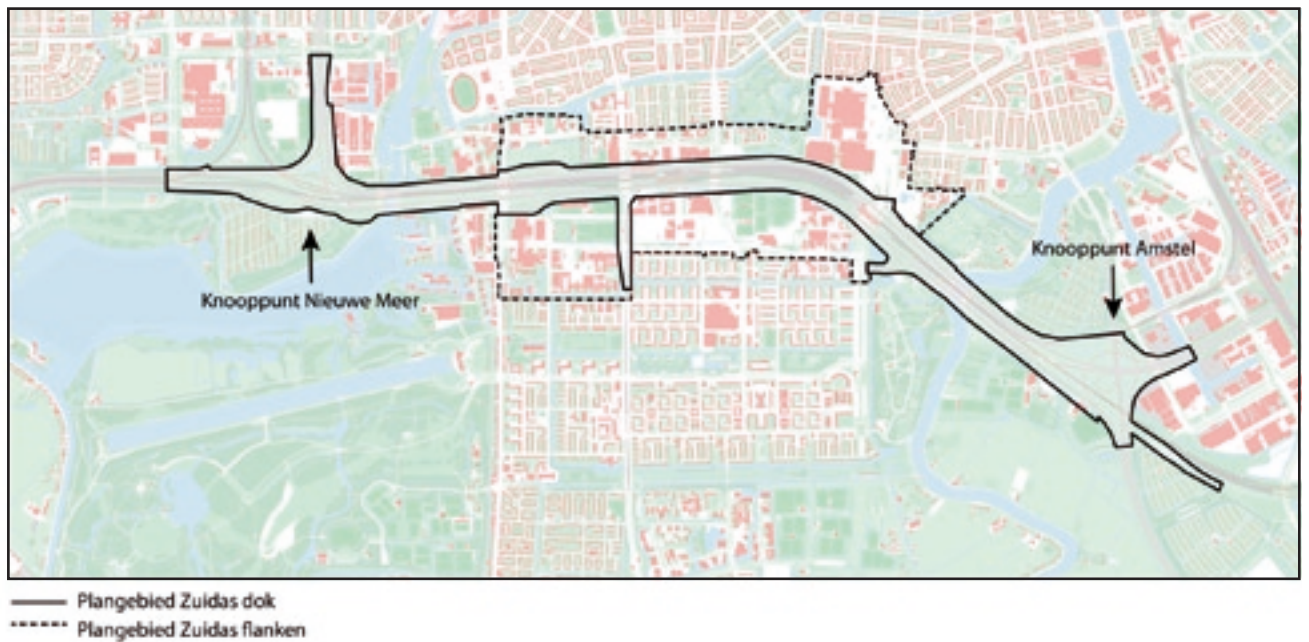 Knooppunt Amstel
Knooppunt Nieuwe Meer
Plangebied Zuidas dok
Plangebied Zuidas flanken